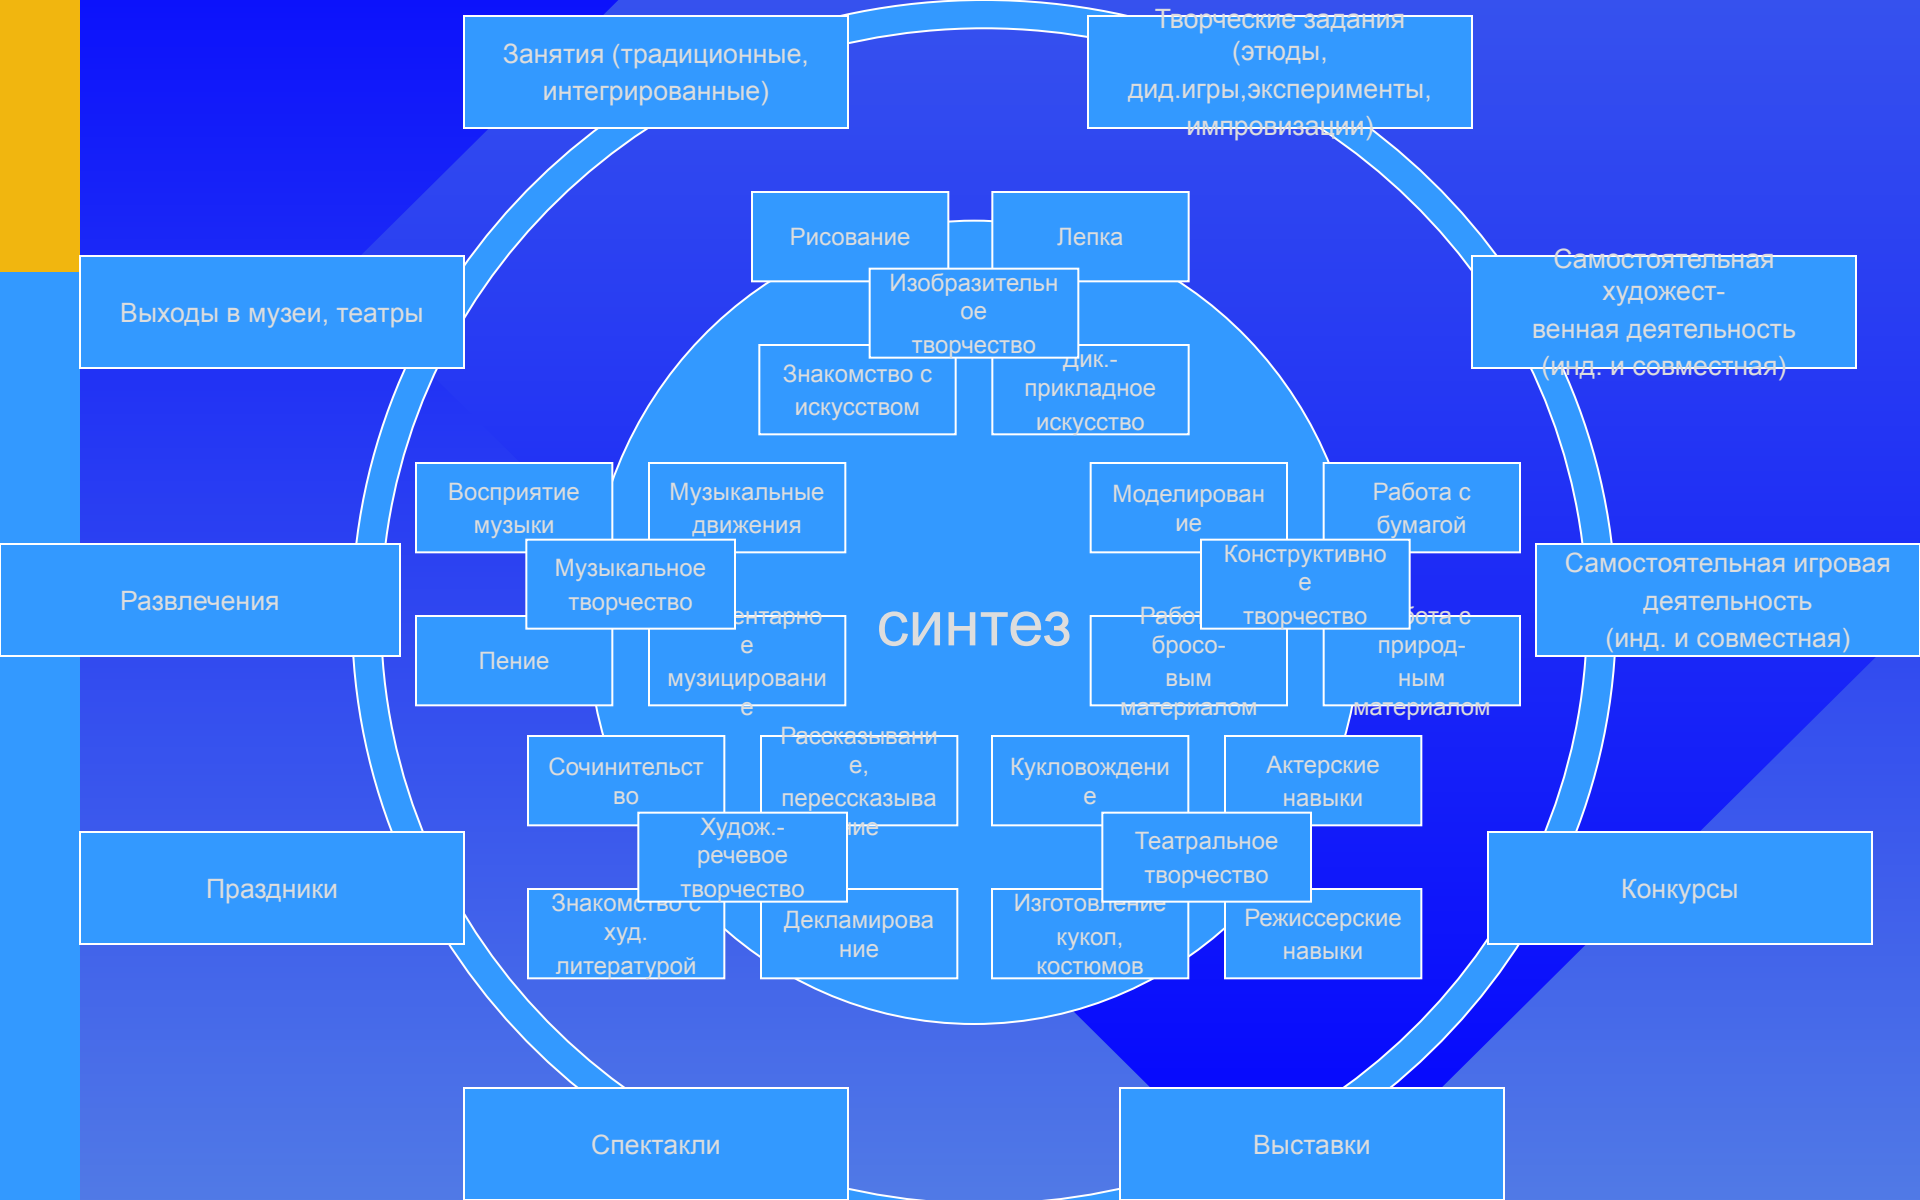 Занятия (традиционные,
интегрированные)
Творческие задания
(этюды,
дид.игры,эксперименты,
импровизации)
Выходы в музеи, театры
Самостоятельная
художест-
венная деятельность
(инд. и совместная)
Рисование
Лепка
Изобразительн
ое
творчество
Знакомство с
искусством
Дик.-
прикладное
искусство
Восприятие
музыки
Музыкальные
движения
Музыкальное
творчество
Пение
е
музицировани
е
синтез
Моделирован
ие
Работа с
бумагой
Конструктивно
е
творчество
бросо-
вым
материалом
природ-
ным
материалом
Развлечения
Самостоятельная игровая
деятельность
(инд. и совместная)
Сочинительст
во
Рассказывани
е,
перессказыва
Худож.-
речевое
творчество
Знакомство с
худ.
литературой
Декламирова
ние
Кукловождени
е
Актерские
навыки
Театральное
творчество
Изготовление
кукол,
костюмов
Режиссерские
навыки
Праздники
Конкурсы
Спектакли
Выставки